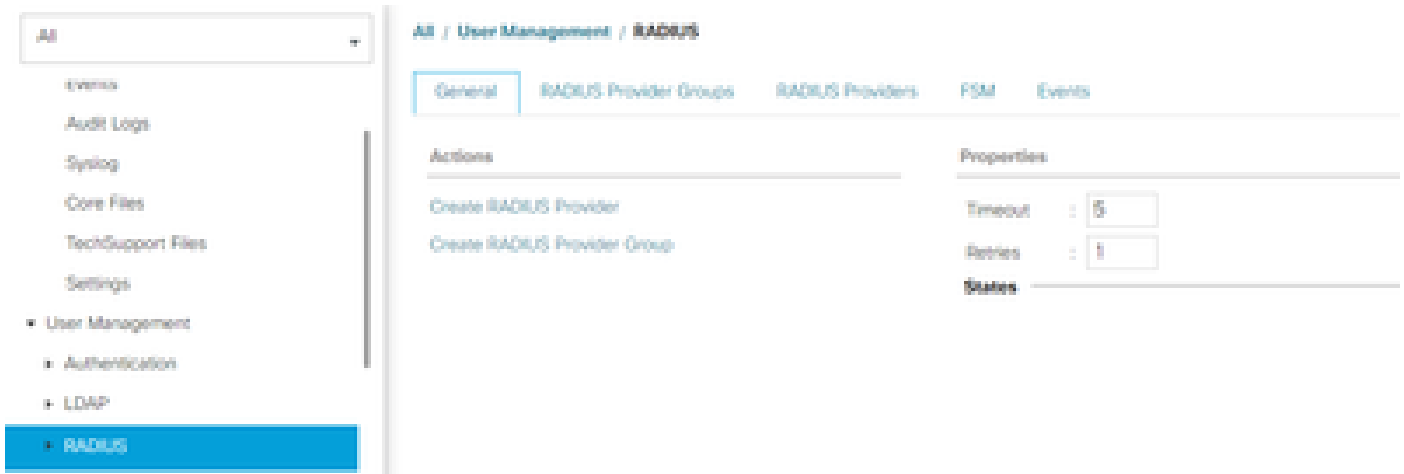 All
Events
Audit Logs
Syslog
Core Files
TechSupport Files
Settings
User Management
Authentication
LDAP
RADIUS
All / User Management / RADIUS
General RADIUS Provider Groups RADIUS Providers FSM Events
Actions
Create RADIUS Provider
Create RADIUS Provider Group
Properties
Timeout : 5
Retries : 1
States